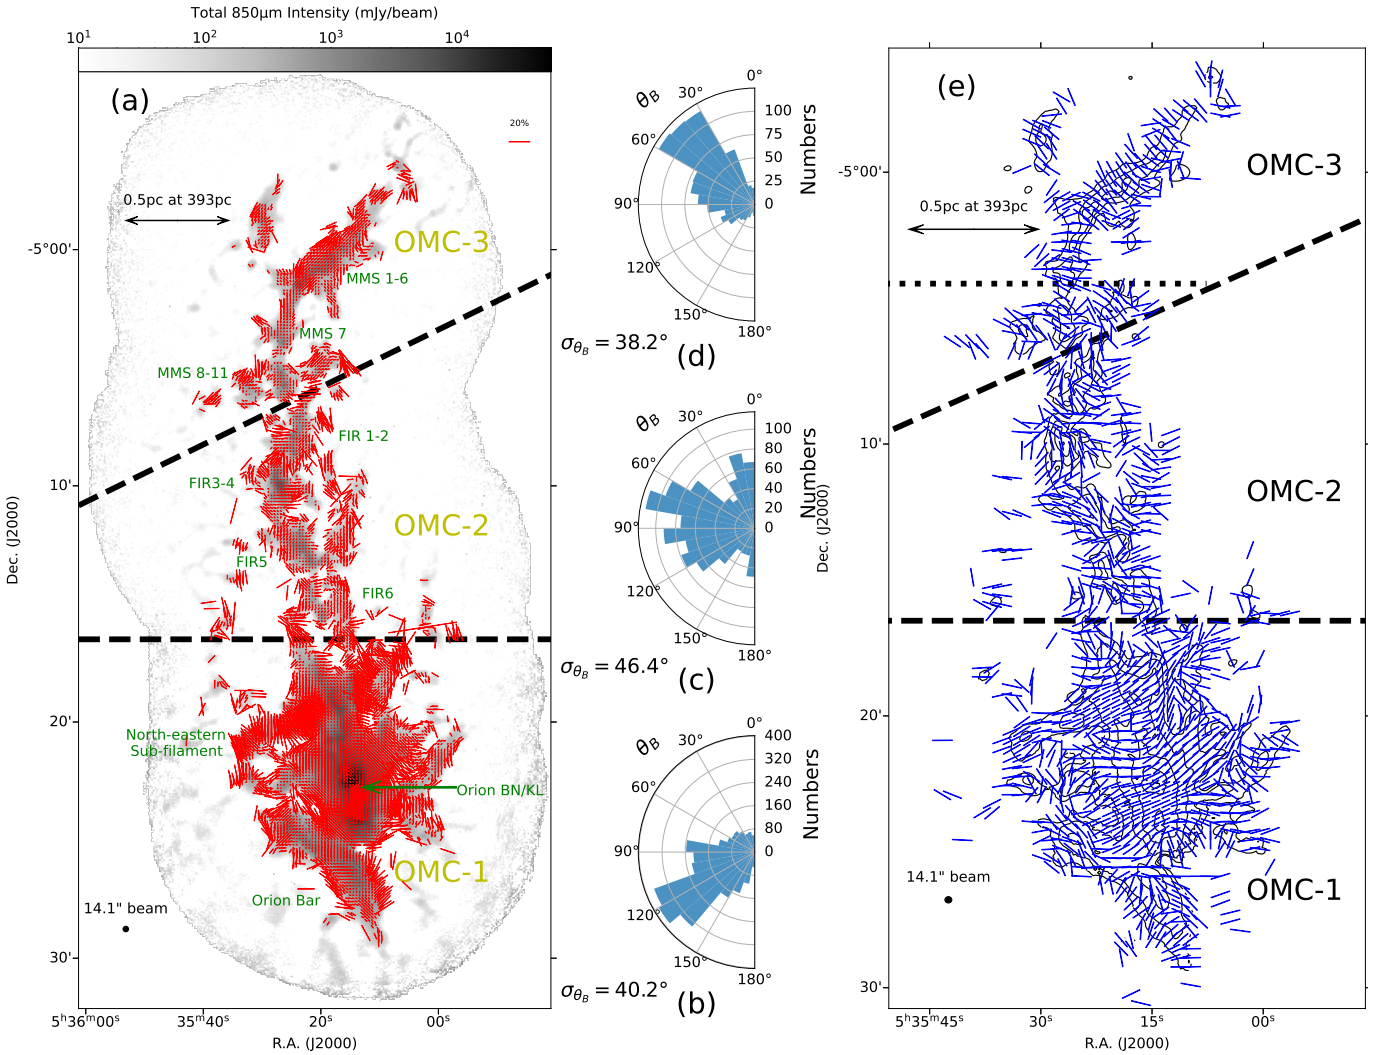 Total 850μm Intensity (mJy/beam)
10¹ 10² 10³ 10⁴
(a)
20%
0.5pc at 393pc
OMC-3
MMS 1-6
MMS 7
MMS 8-11
FIR 1-2
FIR3-4
OMC-2
FIR5
FIR6
North-eastern
Sub-filament
Orion BN/KL
OMC-1
Orion Bar
14.1" beam
-5°00'
10'
20'
30'
Dec. (J2000)
5ʰ36ᵐ00ˢ 35ᵐ40ˢ 20ˢ 00ˢ
R.A. (J2000)
θ_B
0°
30°
60°
90°
120°
150°
180°
100
75
50
25
0
Numbers
σ_θ_B = 38.2°
(d)
θ_B
0°
30°
60°
90°
120°
150°
180°
100
80
60
40
20
0
Numbers
σ_θ_B = 46.4°
(c)
θ_B
0°
30°
60°
90°
120°
150°
180°
400
320
240
160
80
0
Numbers
σ_θ_B = 40.2°
(b)
(e)
OMC-3
0.5pc at 393pc
OMC-2
OMC-1
14.1" beam
-5°00'
10'
20'
30'
Dec. (J2000)
5ʰ35ᵐ45ˢ 30ˢ 15ˢ 00ˢ
R.A. (J2000)